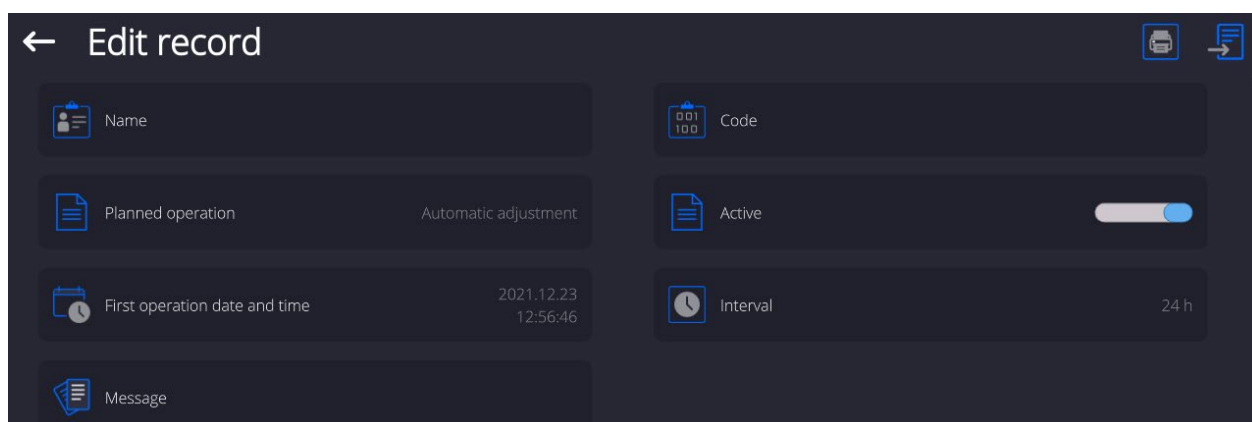 Edit record
Name
Code
001
100
Planned operation
Automatic adjustment
Active
First operation date and time
2021.12.23
12:56:46
Interval
24 h
Message